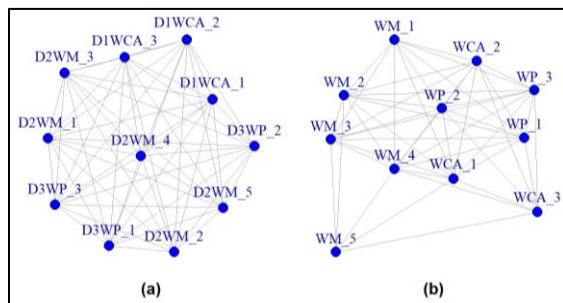 D1WCA_2
D1WCA_3
D2WM_3
D1WCA_1
D2WM_1
D2WM_4
D3WP_2
D3WP_3
D2WM_5
D3WP_1
D2WM_2
(a)
WM_1
WCA_2
WM_2
WP_3
WP_2
WM_3
WP_1
WM_4
WCA_1
WCA_3
WM_5
(b)